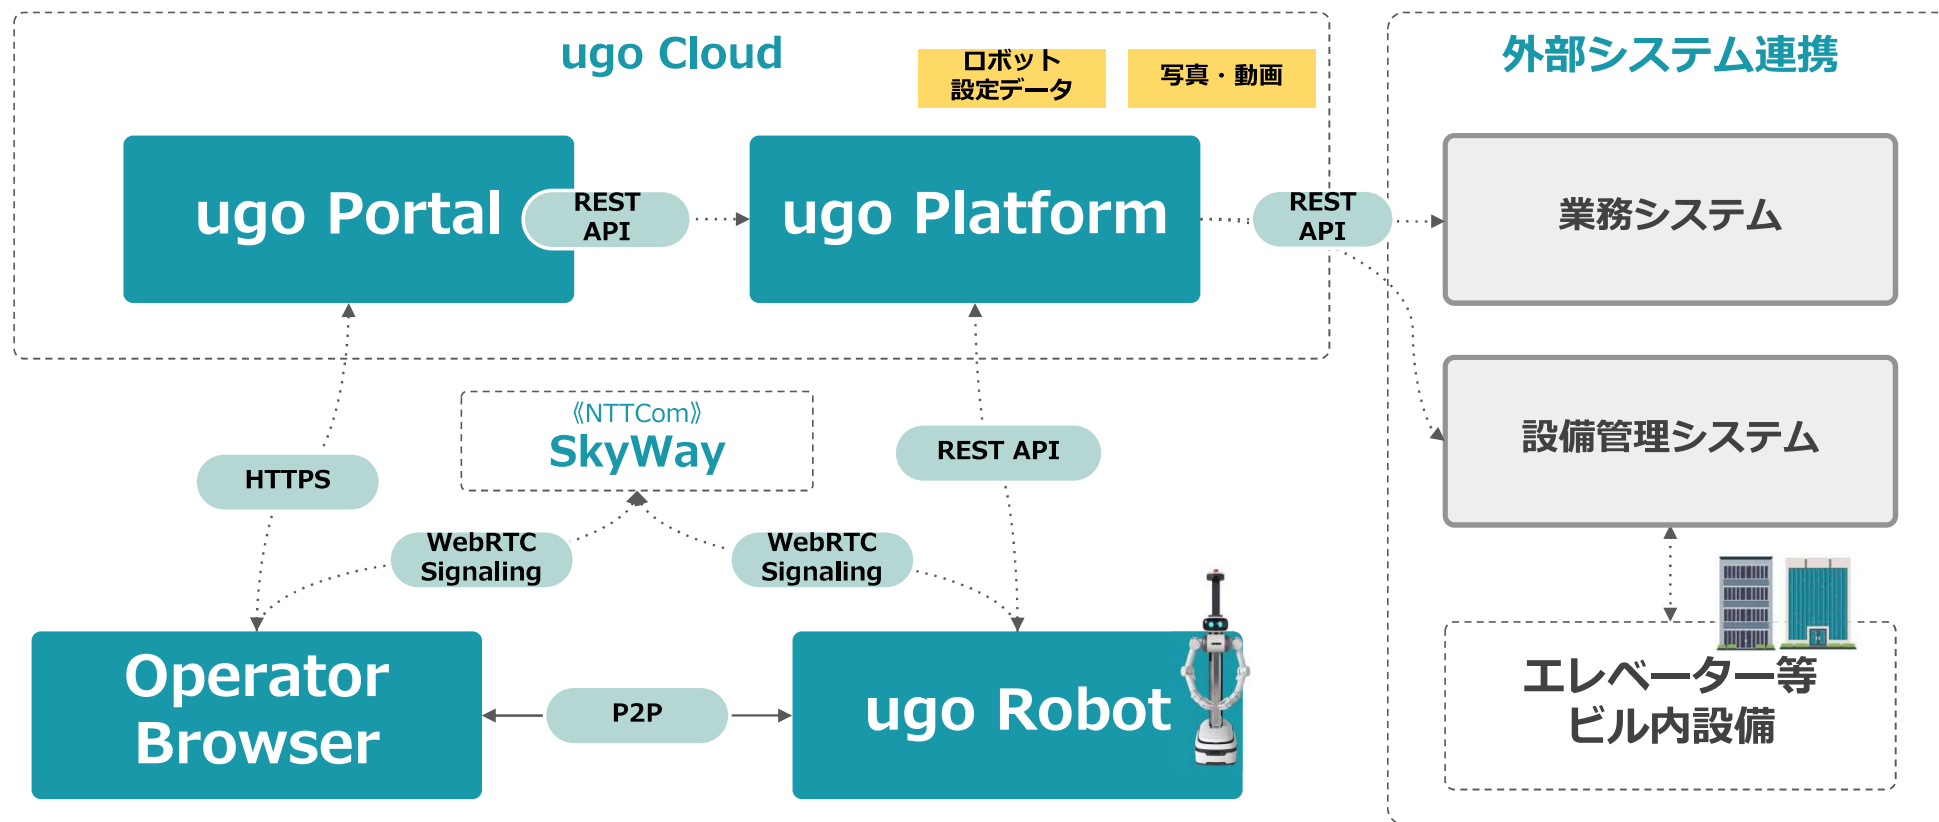 ugo Cloud
ロボット
設定データ
写真・動画
外部システム連携
ugo Portal
REST
API
ugo Platform
REST
API
業務システム
《NTTCom》
SkyWay
REST API
設備管理システム
HTTPS
WebRTC
Signaling
WebRTC
Signaling
Operator
Browser
P2P
ugo Robot
エレベーター等
ビル内設備